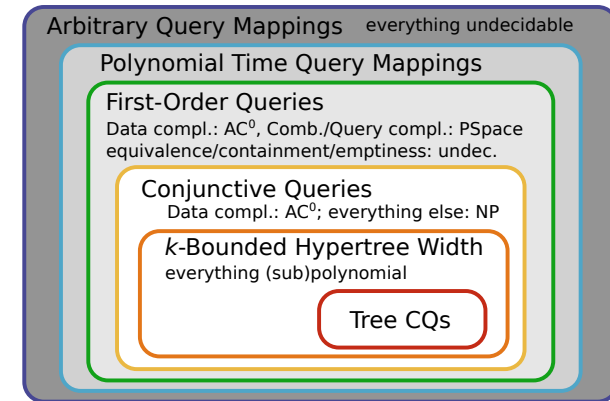 Arbitrary Query Mappings everything undecidable
Polynomial Time Query Mappings
First-Order Queries
Data compl.: AC⁰, Comb./Query compl.: PSpace
equivalence/containment/emptiness: undec.
Conjunctive Queries
Data compl.: AC⁰; everything else: NP
k-Bounded Hypertree Width
everything (sub)polynomial
Tree CQs